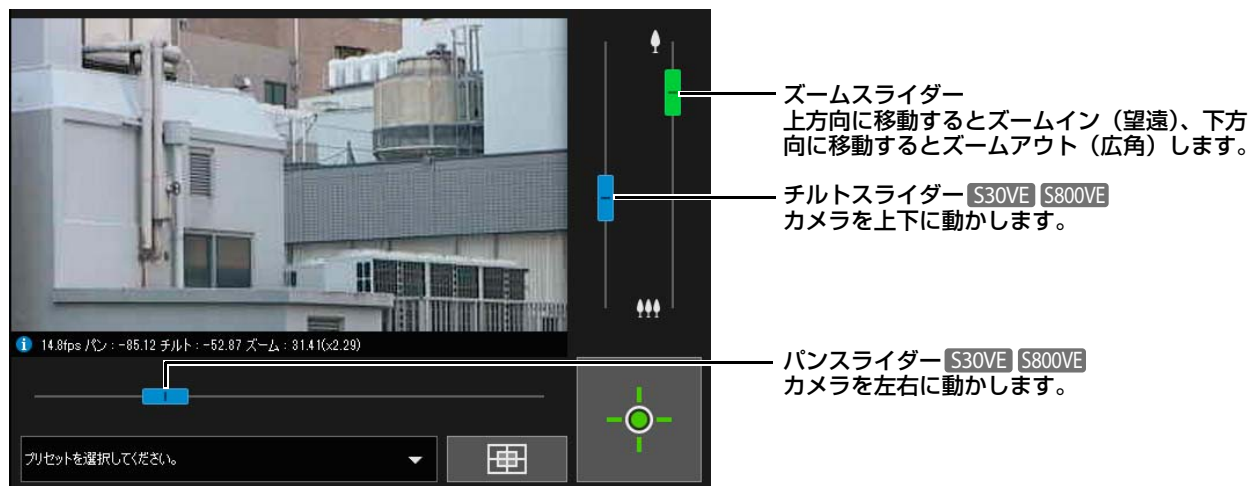 ズームスライダー
上方向に移動するとズームイン（望遠）、下方
向に移動するとズームアウト（広角）します。
チルトスライダー S30VE S800VE
カメラを上下に動かします。
14.8fps パン：-85.12 チルト：-52.87 ズーム：31.41(x2.29)
パンスライダー S30VE S800VE
カメラを左右に動かします。
プリセットを選択してください。